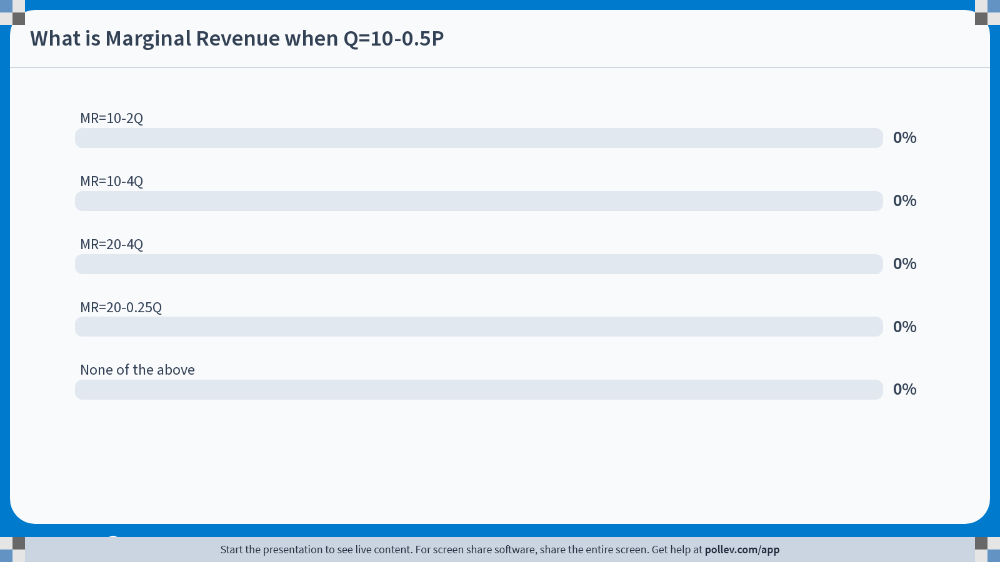 What is Marginal Revenue when Q=10-0.5P
MR=10-2Q
0%
MR=10-4Q
0%
MR=20-4Q
0%
MR=20-0.25Q
0%
None of the above
0%
Start the presentation to see live content. For screen share software, share the entire screen. Get help at pollev.com/app